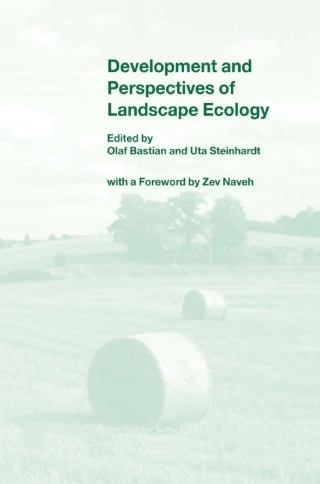 Development and
Perspectives of
Landscape Ecology
Edited by
Olaf Bastian and Uta Steinhardt
with a Foreword by Zev Naveh